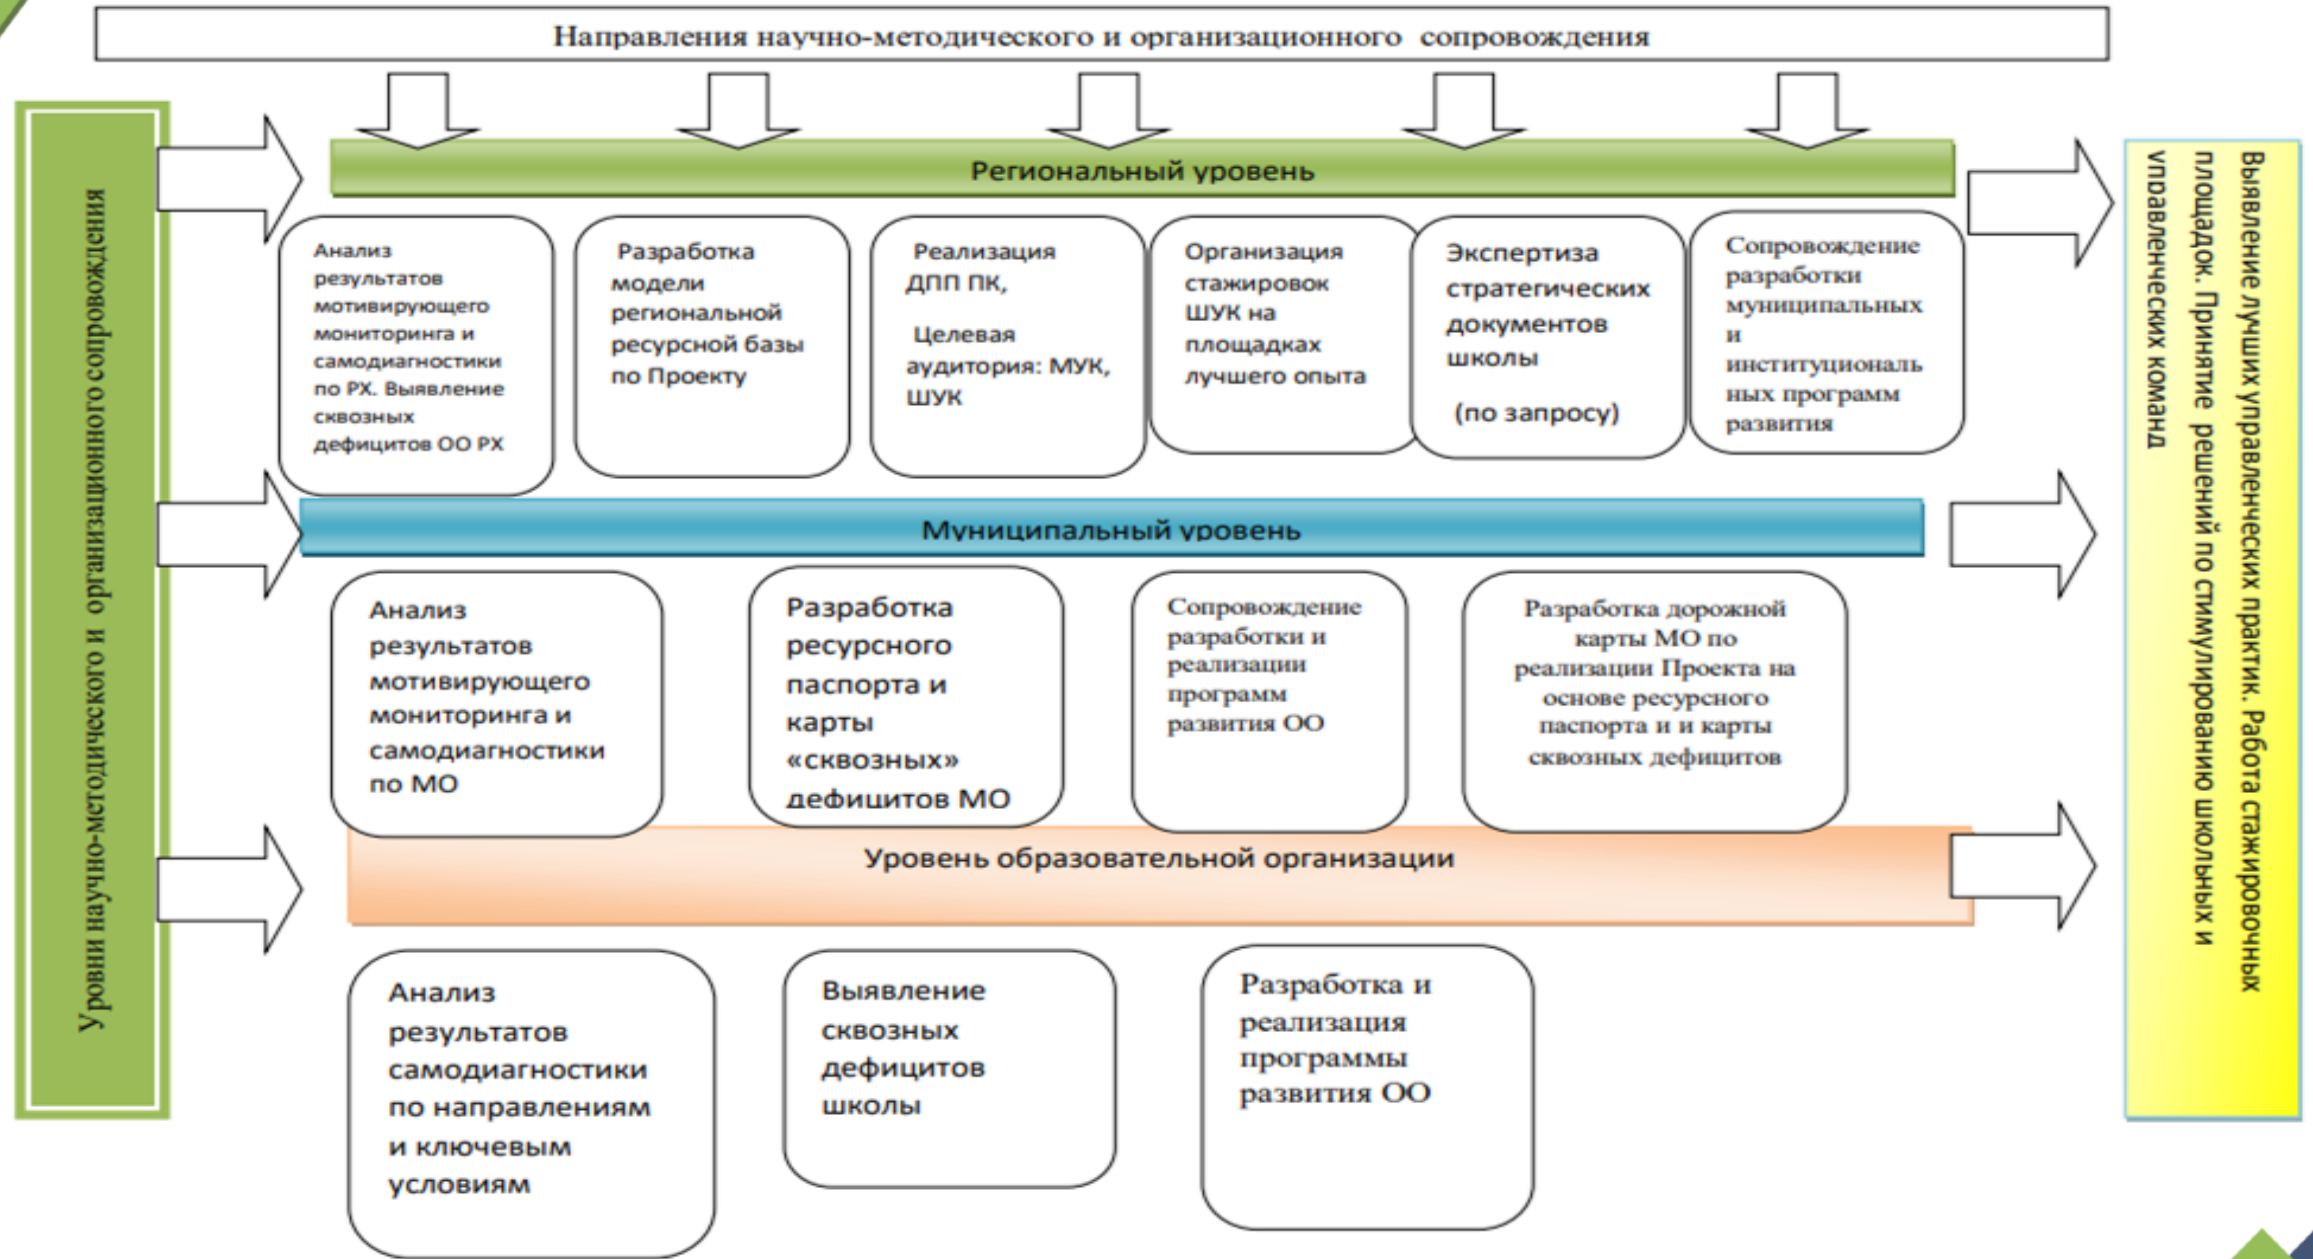 Направления научно-методического и организационного сопровождения
Уровни научно-методического и организационного сопровождения
Региональный уровень
Анализ
результатов
мотивирующего
мониторинга и
самодиагностики
по РХ. Выявление
сквозных
дефицитов ОО РХ
Разработка
модели
региональной
ресурсной базы
по Проекту
Реализация
ДПП ПК,
Целевая
аудитория: МУК,
ШУК
Организация
стажировок
ШУК на
площадках
лучшего опыта
Экспертиза
стратегических
документов
школы
(по запросу)
Сопровождение
разработки
муниципальных
и
институциональ
ных программ
развития
Муниципальный уровень
Анализ
результатов
мотивирующего
мониторинга и
самодиагностики
по МО
Разработка
ресурсного
паспорта и
карты
«сквозных»
дефицитов МО
Сопровождение
разработки и
реализации
программ
развития ОО
Разработка дорожной
карты МО по
реализации Проекта на
основе ресурсного
паспорта и и карты
сквозных дефицитов
Уровень образовательной организации
Анализ
результатов
самодиагностики
по направлениям
и ключевым
условиям
Выявление
сквозных
дефицитов
школы
Разработка и
реализация
программы
развития ОО
Выявление лучших управленческих практик. Работа стажировочных
площадок. Принятие решений по стимулированию школьных и
управленческих команд